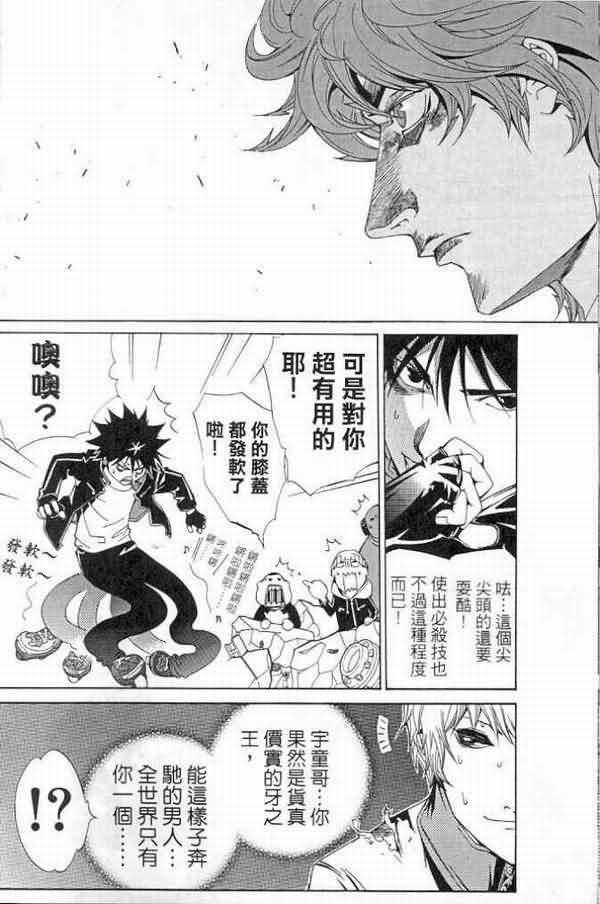 呿…這個尖
尖頭的還要
耍酷！
使出必殺技也
不過這種程度
而已！
可是對你
超有用的
耶！
你的膝蓋
都發軟了
啦！
噢噢？
發軟～
發軟～
宇童哥…你
果然是貨真
價實的牙之
王，
能這樣子奔
馳的男人…
全世界只有
你一個……
!?